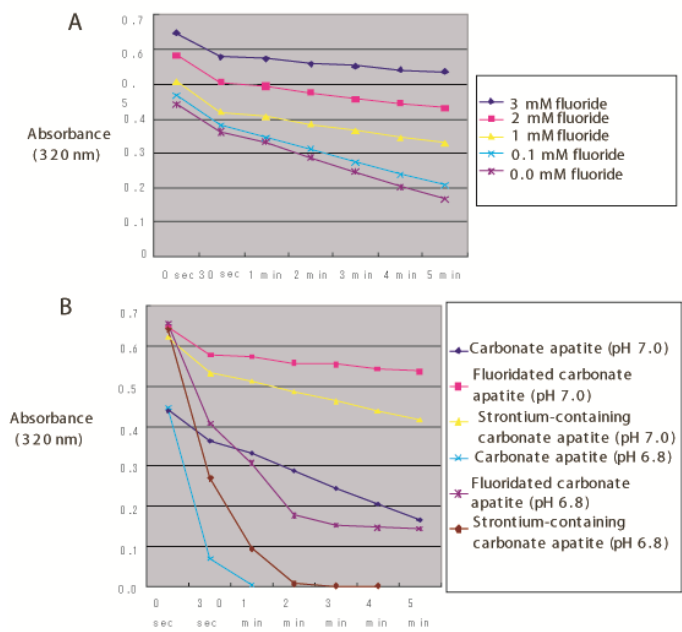 A
0.7
0.6
0.
5
0.4
0.3
0.2
0.1
0
Absorbance
(320 nm)
0 sec
30 sec
1 min
2 min
3 min
4 min
5 min
3 mM fluoride
2 mM fluoride
1 mM fluoride
0.1 mM fluoride
0.0 mM fluoride
B
0.7
0.6
0.5
0.4
0.3
0.2
0.1
0.0
Absorbance
(320 nm)
0 3 0 1 2 3 4 5
sec sec min min min min min
Carbonate apatite (pH 7.0)
Fluoridated carbonate
apatite (pH 7.0)
Strontium-containing
carbonate apatite (pH 7.0)
Carbonate apatite (pH 6.8)
Fluoridated carbonate
apatite (pH 6.8)
Strontium-containing
carbonate apatite (pH 6.8)